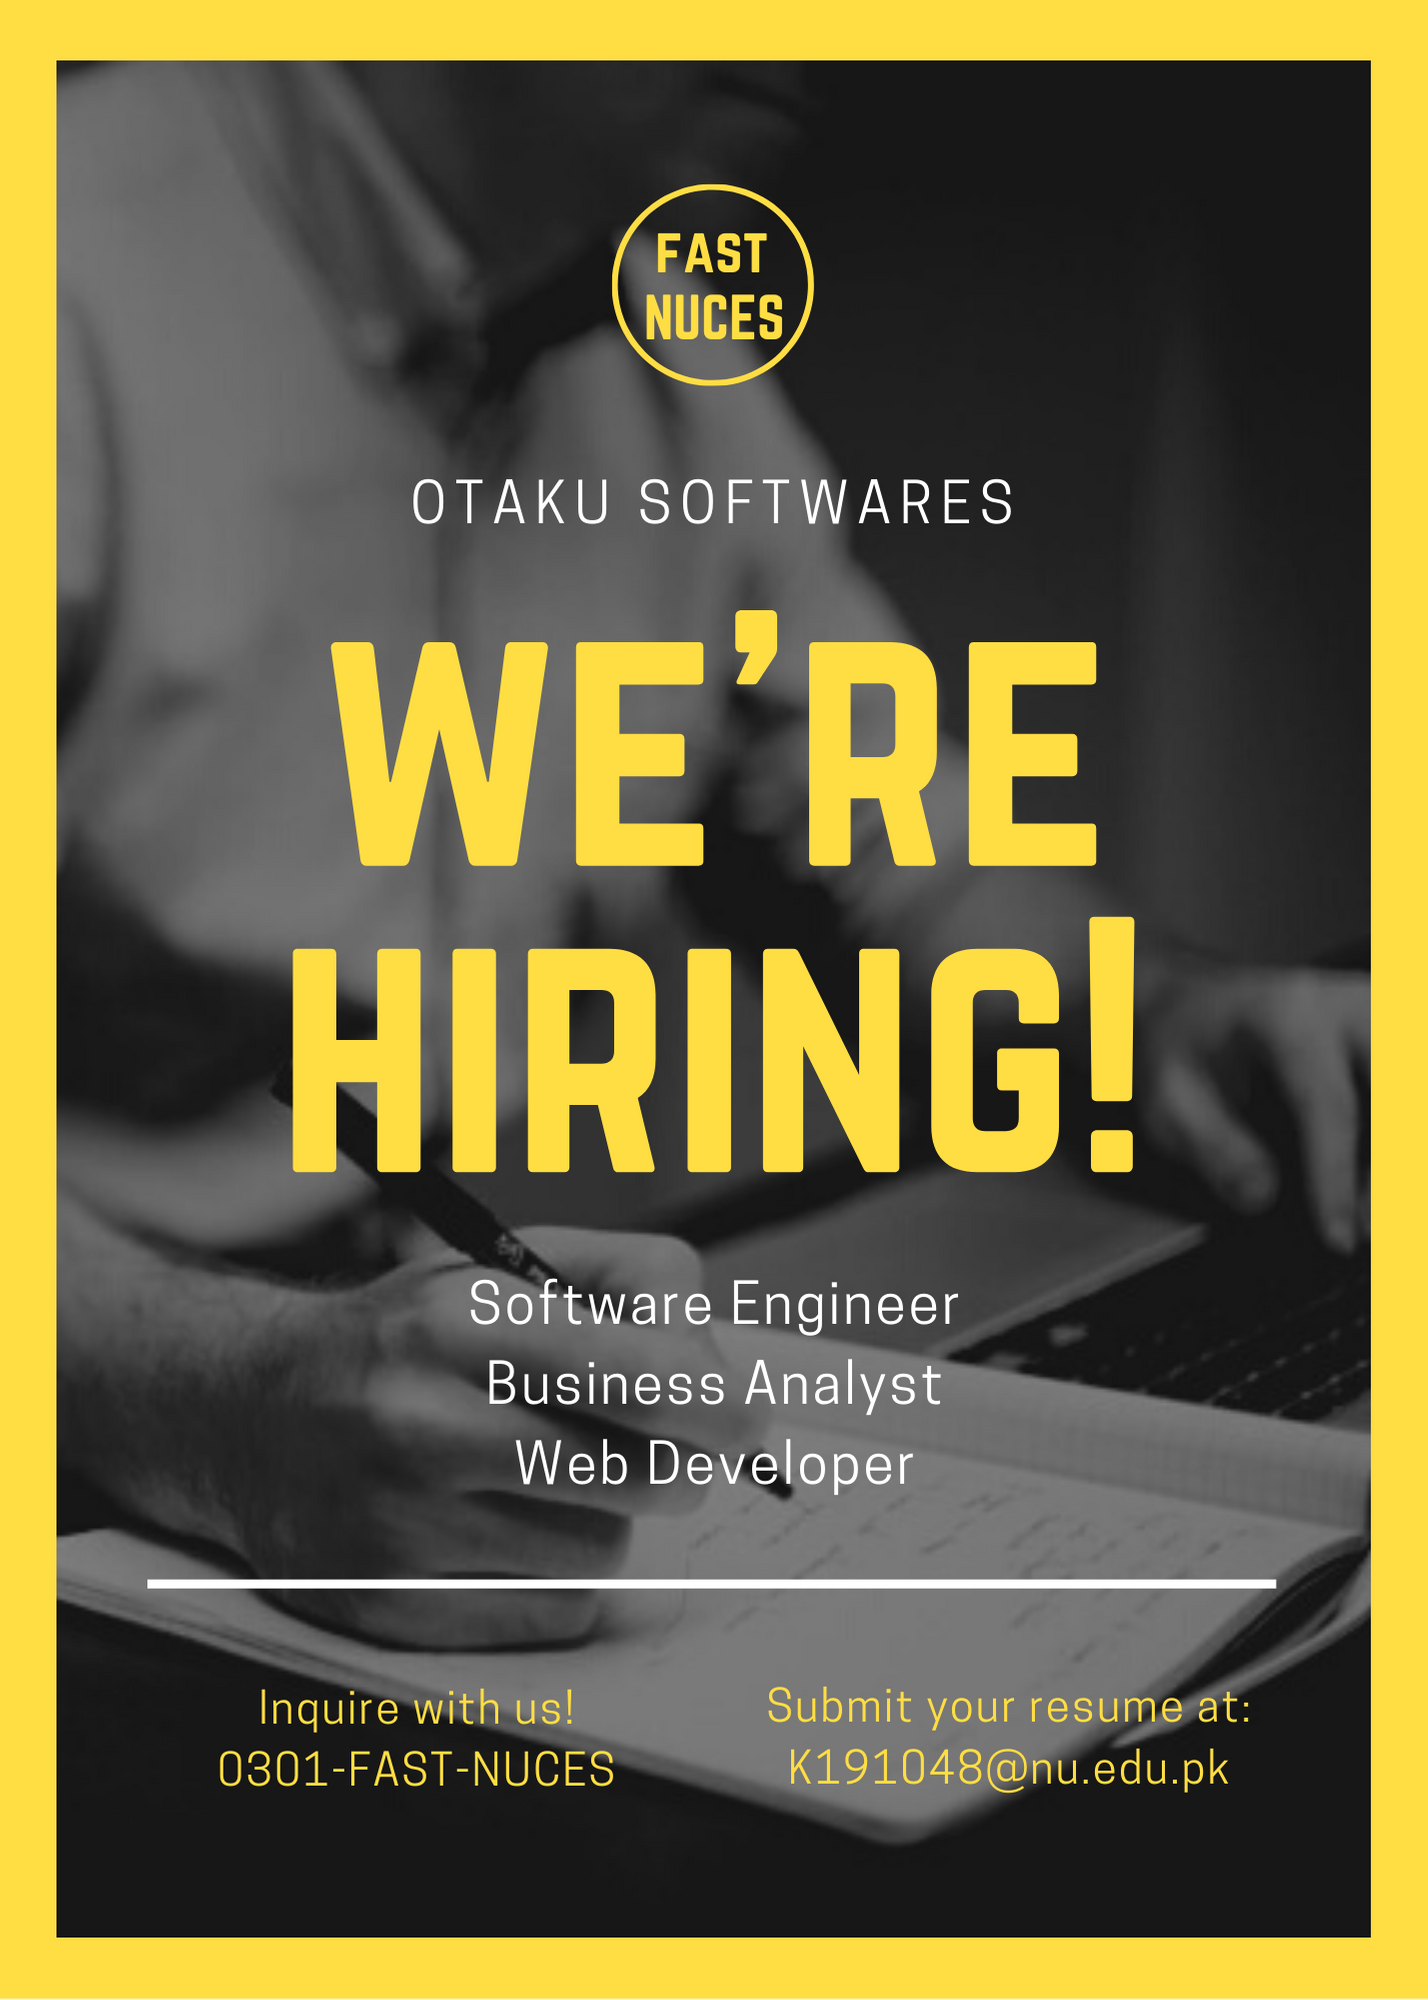 FAST
NUCES
OTAKU SOFTWARES
WE'RE
HIRING!
Software Engineer
Business Analyst
Web Developer
Inquire with us!
0301-FAST-NUCES
Submit your resume at:
K191048@nu.edu.pk